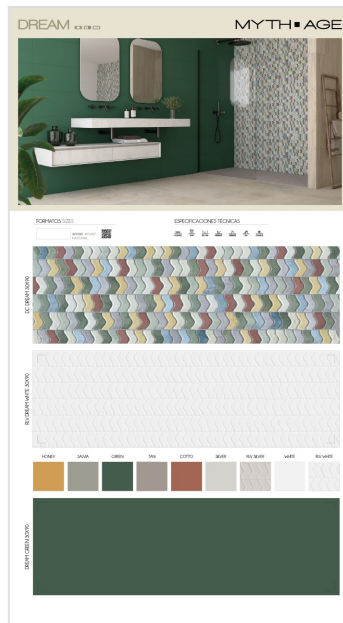 DREAM
MYTH AGE
FORMATOS SIZES
ESPECIFICACIONES TÉCNICAS
DC DREAM 30X90
RLV DREAM WHITE 30X90
HONEY SALVIA GREEN TAN COTTO SILVER RLV SILVER WHITE RLV WHITE
DREAM GREEN 30X90